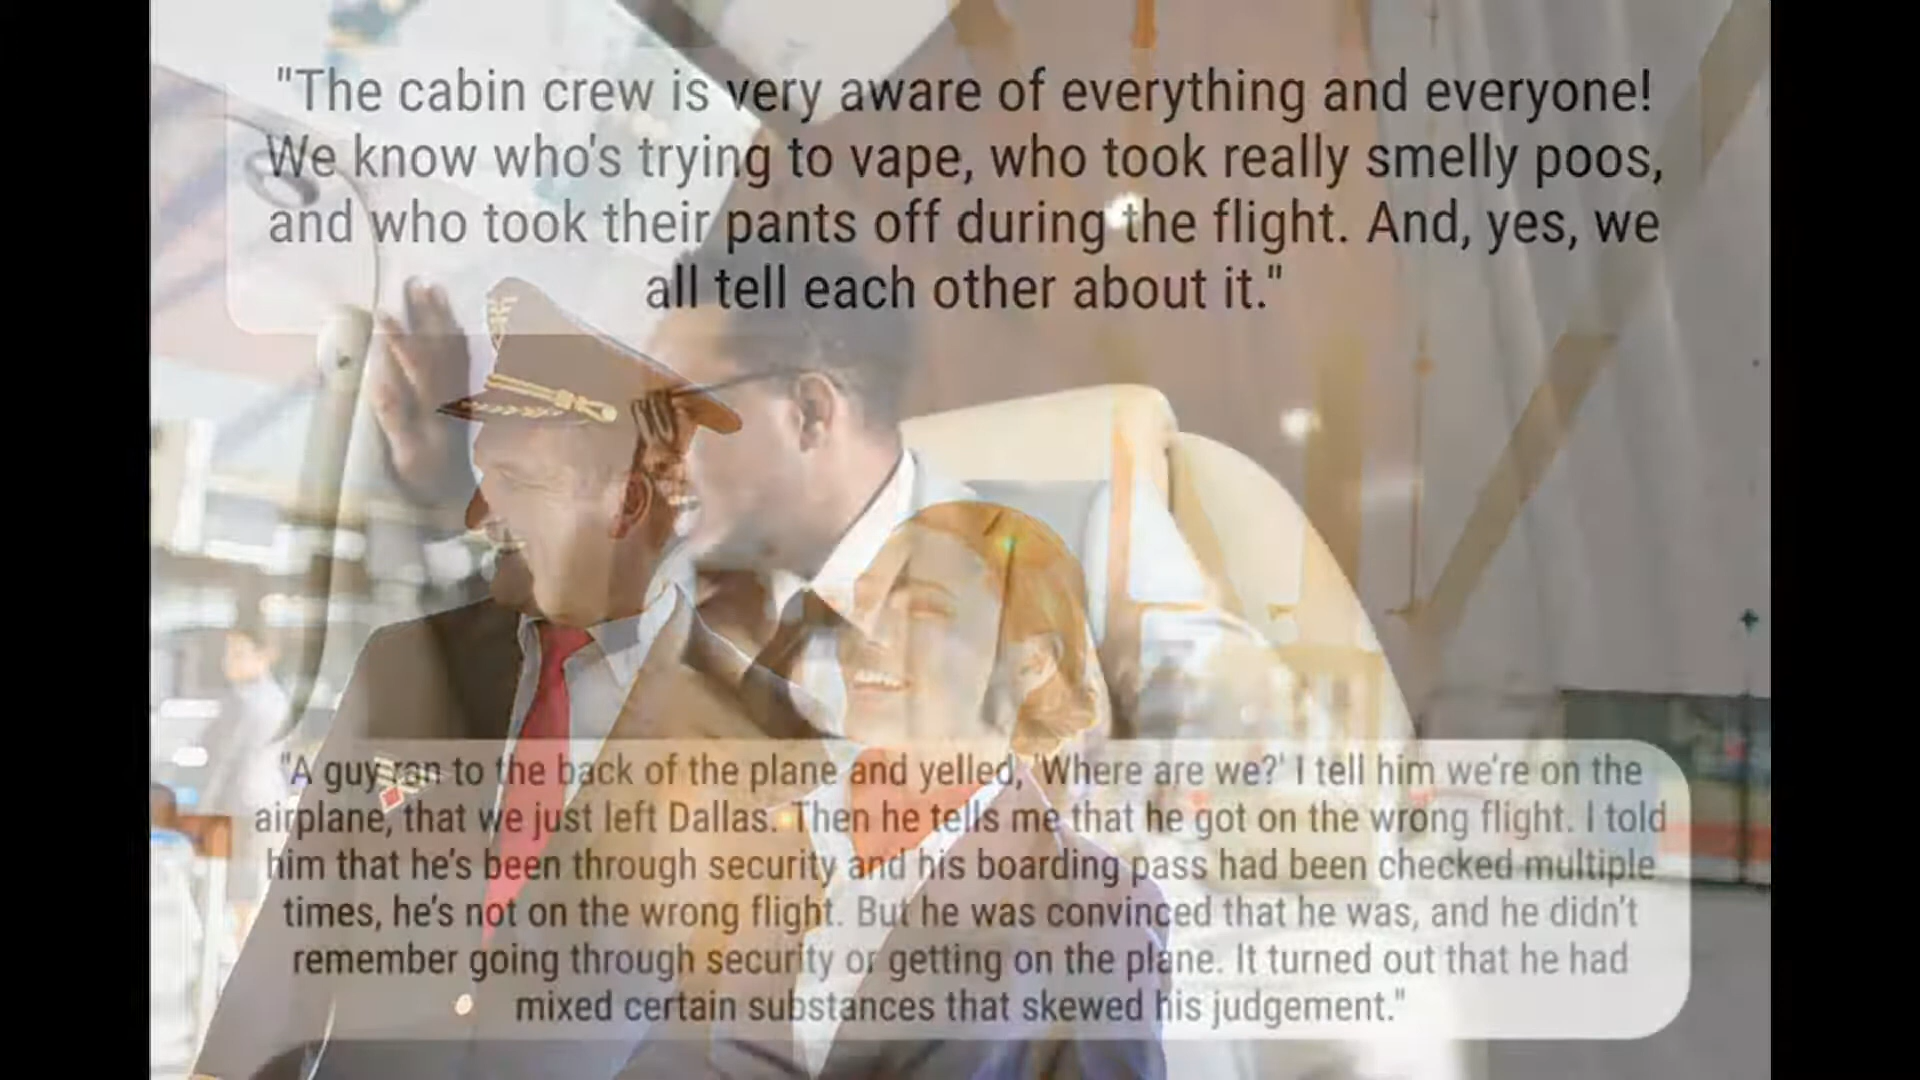 "The cabin crew is very aware of everything and everyone!
We know who's trying to vape, who took really smelly poos,
and who took their pants off during the flight. And, yes, we
all tell each other about it."
"A guy ran to the back of the plane and yelled, 'Where are we?' I tell him we're on the
airplane, that we just left Dallas. Then he tells me that he got on the wrong flight. I told
him that he's been through security and his boarding pass had been checked multiple
times, he's not on the wrong flight. But he was convinced that he was, and he didn't
remember going through security or getting on the plane. It turned out that he had
mixed certain substances that skewed his judgement."